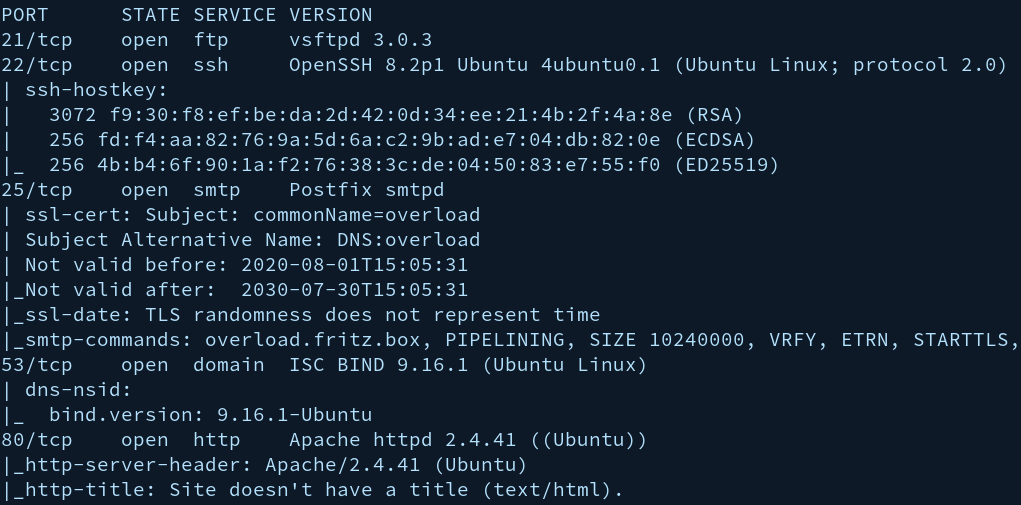 PORT      STATE SERVICE VERSION
21/tcp    open  ftp     vsftpd 3.0.3
22/tcp    open  ssh     OpenSSH 8.2p1 Ubuntu 4ubuntu0.1 (Ubuntu Linux; protocol 2.0)
| ssh-hostkey:
|   3072 f9:30:f8:ef:be:da:2d:42:0d:34:ee:21:4b:2f:4a:8e (RSA)
|   256 fd:f4:aa:82:76:9a:5d:6a:c2:9b:ad:e7:04:db:82:0e (ECDSA)
|_  256 4b:b4:6f:90:1a:f2:76:38:3c:de:04:50:83:e7:55:f0 (ED25519)
25/tcp    open  smtp    Postfix smtpd
| ssl-cert: Subject: commonName=overload
| Subject Alternative Name: DNS:overload
| Not valid before: 2020-08-01T15:05:31
|_Not valid after:  2030-07-30T15:05:31
|_ssl-date: TLS randomness does not represent time
|_smtp-commands: overload.fritz.box, PIPELINING, SIZE 10240000, VRFY, ETRN, STARTTLS,
53/tcp    open  domain  ISC BIND 9.16.1 (Ubuntu Linux)
| dns-nsid:
|_  bind.version: 9.16.1-Ubuntu
80/tcp    open  http    Apache httpd 2.4.41 ((Ubuntu))
|_http-server-header: Apache/2.4.41 (Ubuntu)
|_http-title: Site doesn't have a title (text/html).